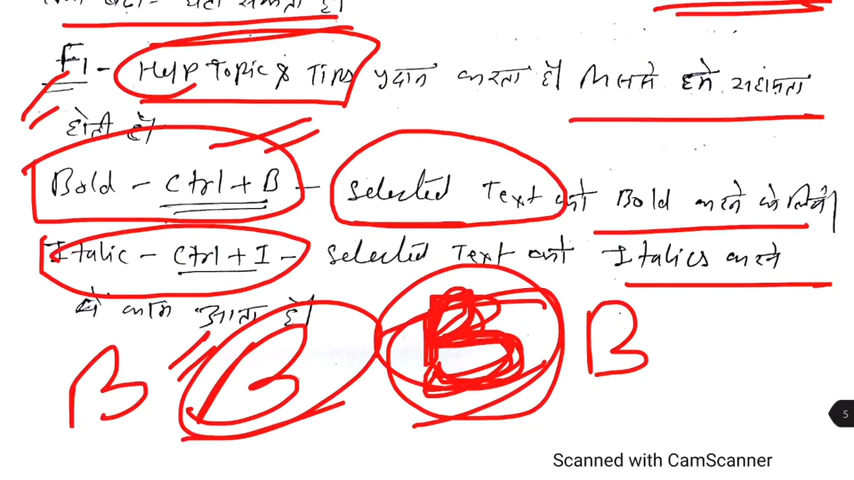 F1 - Help Topic & Tips प्रदान करता है। जिससे हमे सहायता
होती है।
Bold - Ctrl + B - Selected Text को Bold करने के लिये।
Italic - Ctrl + I - Selected Text को Italics करने
के काम आता है।
B B B B
5
Scanned with CamScanner